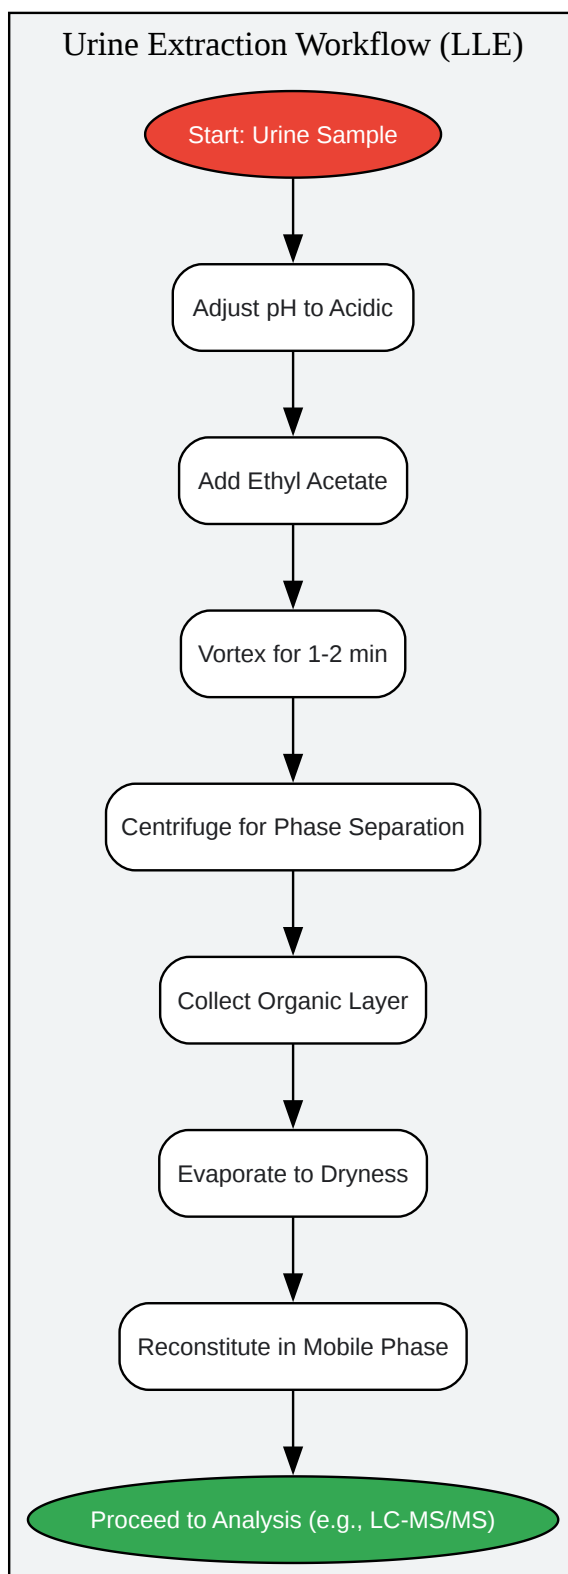 Urine Extraction Workflow (LLE)
Start: Urine Sample
Adjust pH to Acidic
Add Ethyl Acetate
Vortex for 1-2 min
Centrifuge for Phase Separation
Collect Organic Layer
Evaporate to Dryness
Reconstitute in Mobile Phase
Proceed to Analysis (e.g., LC-MS/MS)